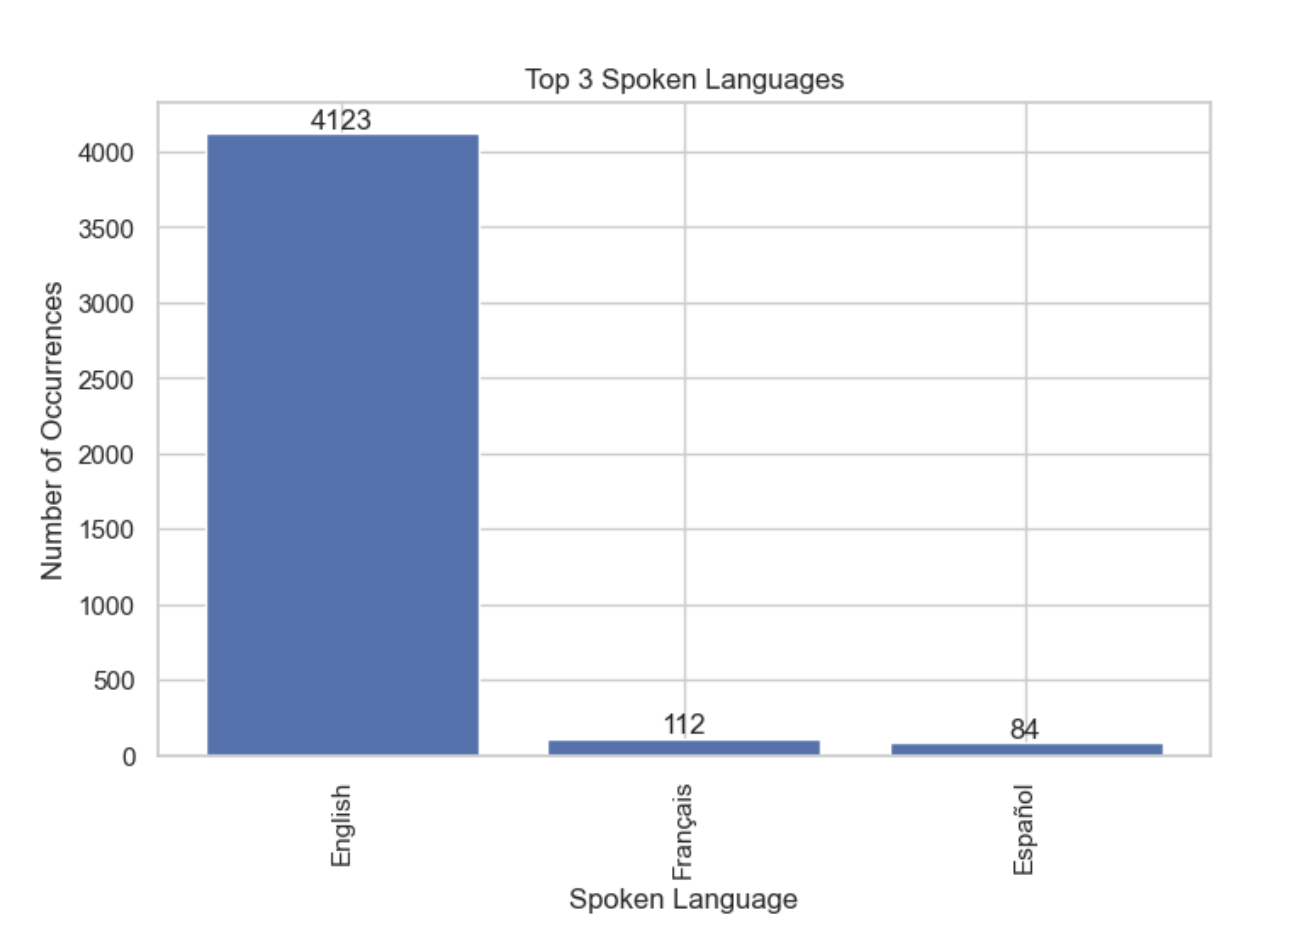 Top 3 Spoken Languages
4123
4000
3500
3000
2500
2000
1500
1000
500
0
Number of Occurrences
112
84
English
Français
Español
Spoken Language